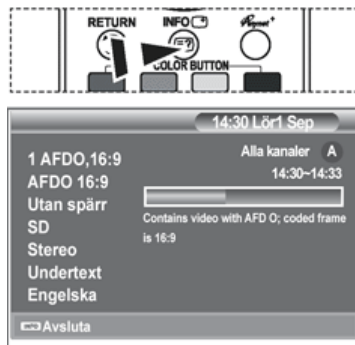 RETURN
INFO
COLOR BUTTON
14:30 Lör1 Sep
1 AFDO,16:9
AFDO 16:9
Utan spärr
SD
Stereo
Undertext
Engelska
Alla kanaler A
14:30~14:33
Contains video with AFD O; coded frame
is 16:9
Avsluta